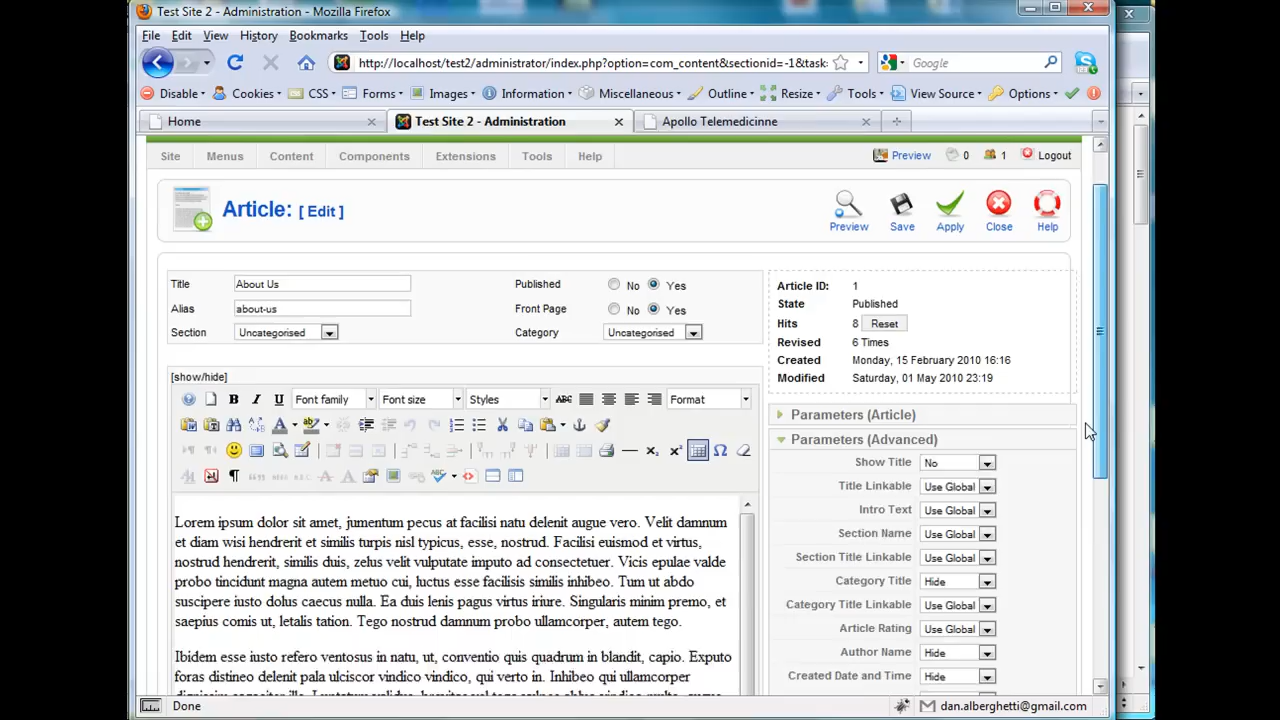 Test Site 2 - Administration - Mozilla Firefox
File Edit View History Bookmarks Tools Help
http://localhost/test2/administrator/index.php?option=com_content&sectionid=-1&task: Google
Disable Cookies CSS Forms Images Information Miscellaneous Outline Resize Tools View Source Options
Home Test Site 2 - Administration Apollo Telemedicinne
Site Menus Content Components Extensions Tools Help Preview 0 1 Logout
Article: [ Edit ]
Preview Save Apply Close Help
Title About Us Published No Yes
Alias about-us Front Page No Yes
Section Uncategorised Category Uncategorised
Article ID: 1
State Published
Hits 8 Reset
Revised 6 Times
Created Monday, 15 February 2010 16:16
Modified Saturday, 01 May 2010 23:19
[show/hide]
B I U Font family Font size Styles ABC Format
Parameters (Article)
Parameters (Advanced)
Show Title No
Title Linkable Use Global
Intro Text Use Global
Section Name Use Global
Section Title Linkable Use Global
Category Title Hide
Category Title Linkable Use Global
Article Rating Use Global
Author Name Hide
Created Date and Time Hide
Lorem ipsum dolor sit amet, jumentum pecus at facilisi natu delenit augue vero. Velit damnum
et diam wisi hendrerit et similis turpis nisl typicus, esse, nostrud. Facilisi euismod et virtus,
nostrud hendrerit, similis duis, zelus velit vulputate imputo ad consectetuer. Vicis epulae valde
probo tincidunt magna autem metuo cui, luctus esse facilisis similis inhibeo. Tum ut abdo
suscipere iusto dolus caecus nulla. Ea duis lenis pagus virtus iriure. Singularis minim premo, et
saepius comis ut, letalis tation. Tego nostrud damnum probo ullamcorper, autem tego.
Ibidem esse iusto refero ventosus in natu, ut, conventio quis quadrum in blandit, capio. Exputo
foras distineo delenit pala ulciscor vindico vindico, qui verto in. Inhibeo qui singularis
Done dan.alberghetti@gmail.com